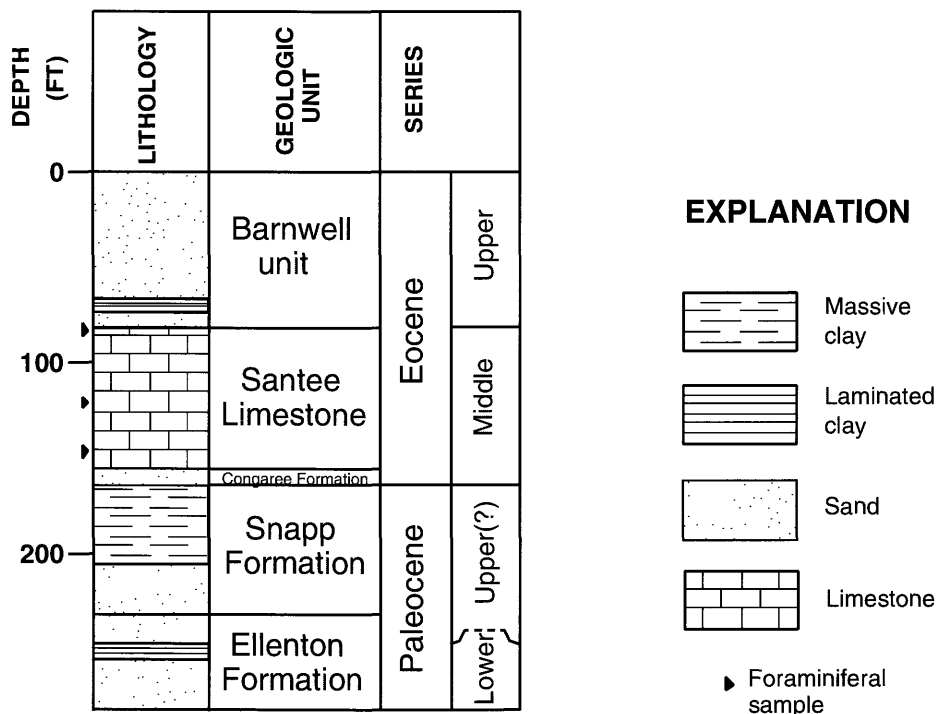 DEPTH
(FT)
LITHOLOGY
GEOLOGIC
UNIT
SERIES
0
100
200
Barnwell
unit
Santee
Limestone
Congaree Formation
Snapp
Formation
Ellenton
Formation
Eocene
Paleocene
Upper
Middle
Upper(?)
Lower
EXPLANATION
Massive
clay
Laminated
clay
Sand
Limestone
Foraminiferal
sample